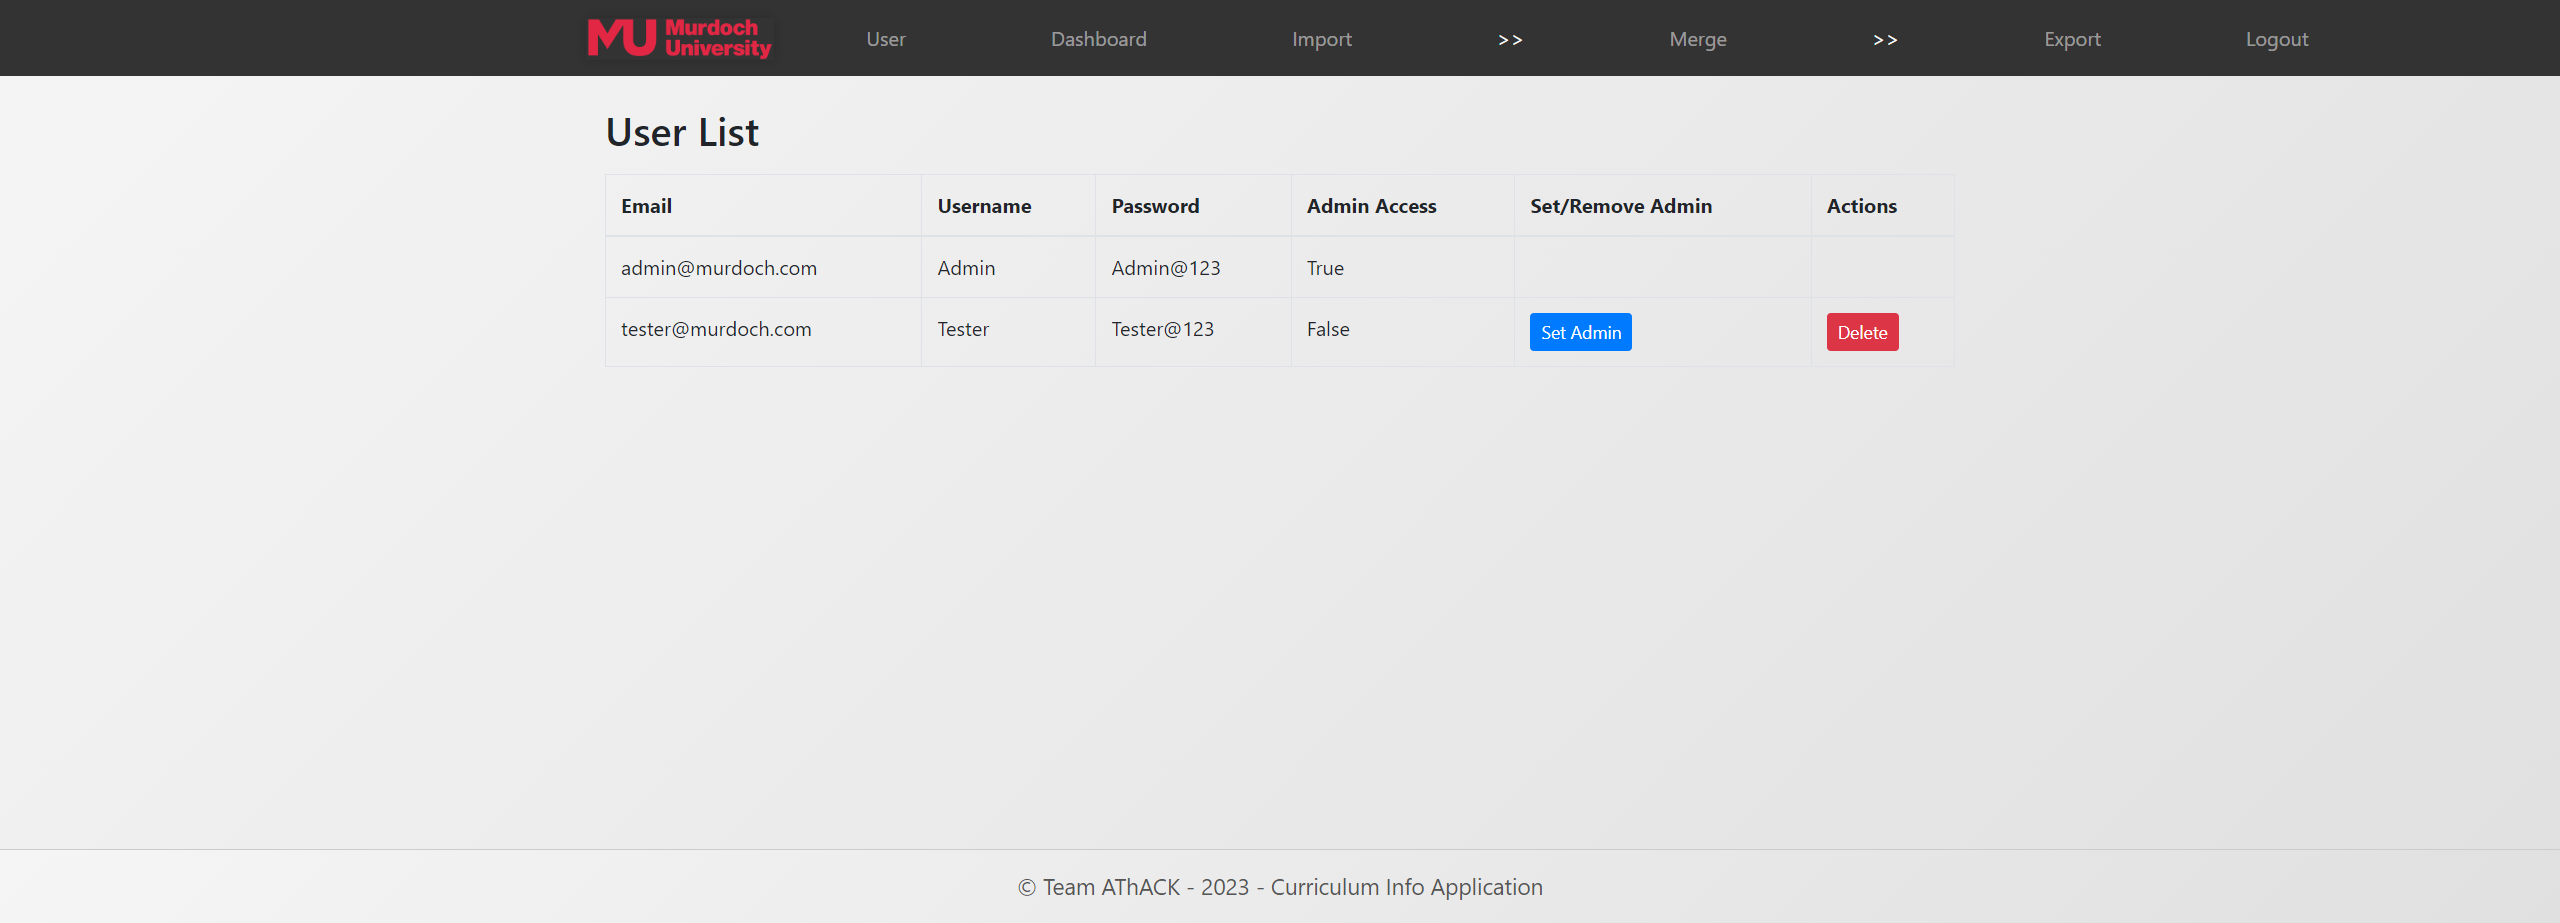 MU Murdoch University
User Dashboard Import >> Merge >> Export Logout
User List
Email Username Password Admin Access Set/Remove Admin Actions
admin@murdoch.com Admin Admin@123 True
tester@murdoch.com Tester Tester@123 False Set Admin Delete
© Team AThACK - 2023 - Curriculum Info Application